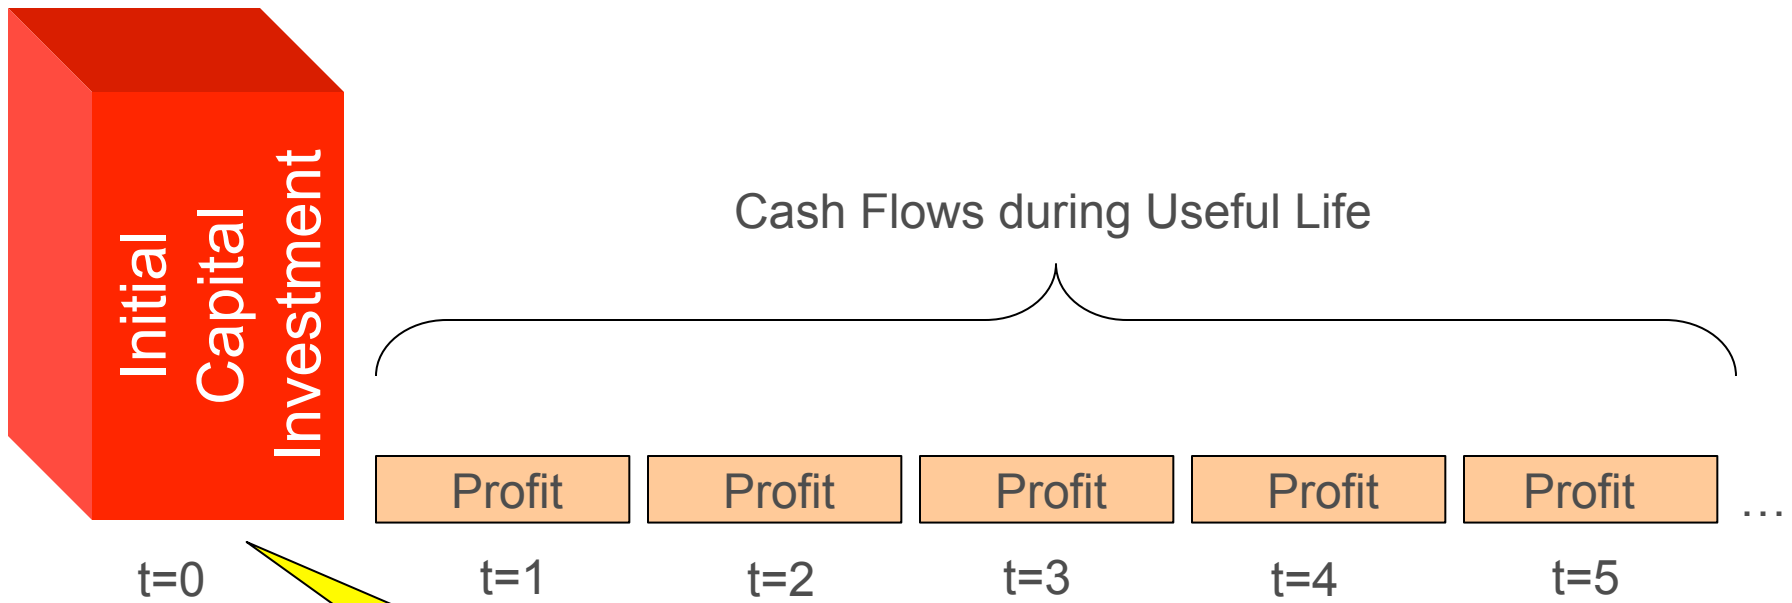 Initial
Capital
Investment
Cash Flows during Useful Life
Profit Profit Profit Profit Profit ...
t=0 t=1 t=2 t=3 t=4 t=5